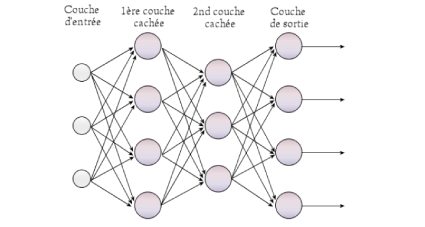 Couche
d'entrée
1ère couche
cachée
2nd couche
cachée
Couche
de sortie